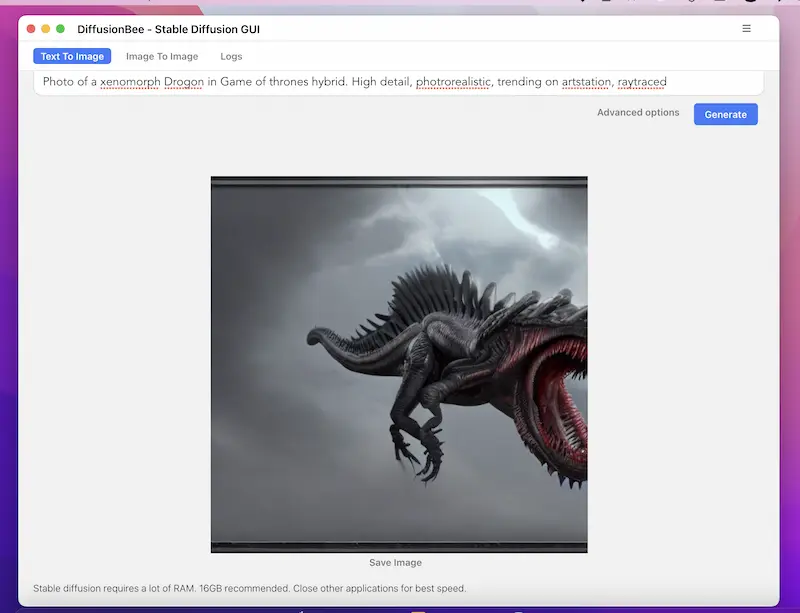 DiffusionBee - Stable Diffusion GUI
Text To Image Image To Image Logs
Photo of a xenomorph Drogon in Game of thrones hybrid. High detail, photrorealistic, trending on artstation, raytraced
Advanced options Generate
Save Image
Stable diffusion requires a lot of RAM. 16GB recommended. Close other applications for best speed.